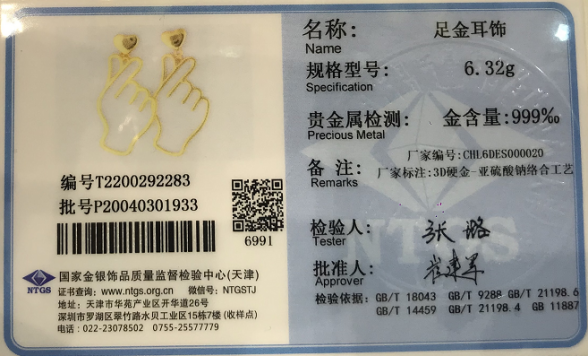 编号T2200292283
批号P20040301933
6991
NTGS
国家金银饰品质量监督检验中心(天津)
证书查询: www.ntgs.org.cn 微信号: NTGSTJ
地址: 天津市华苑产业区开华道26号
深圳市罗湖区翠竹路水贝工业区15栋7楼 (收样点)
电话: 022-23078502 0755-25577779
名称: 足金耳饰
Name
规格型号: 6.32g
Specification
贵金属检测: 金含量:999‰
Precious Metal
厂家编号:CHL6DES000020
备 注: 厂家标注:3D硬金-亚硫酸钠络合工艺
Remarks
检验人: 张璐
Tester
NTGS
批准人:
Approver
检验依据: GB/T 18043 GB/T 9288 GB/T 21198.6
GB/T 14459 GB/T 21198.4 GB 11887